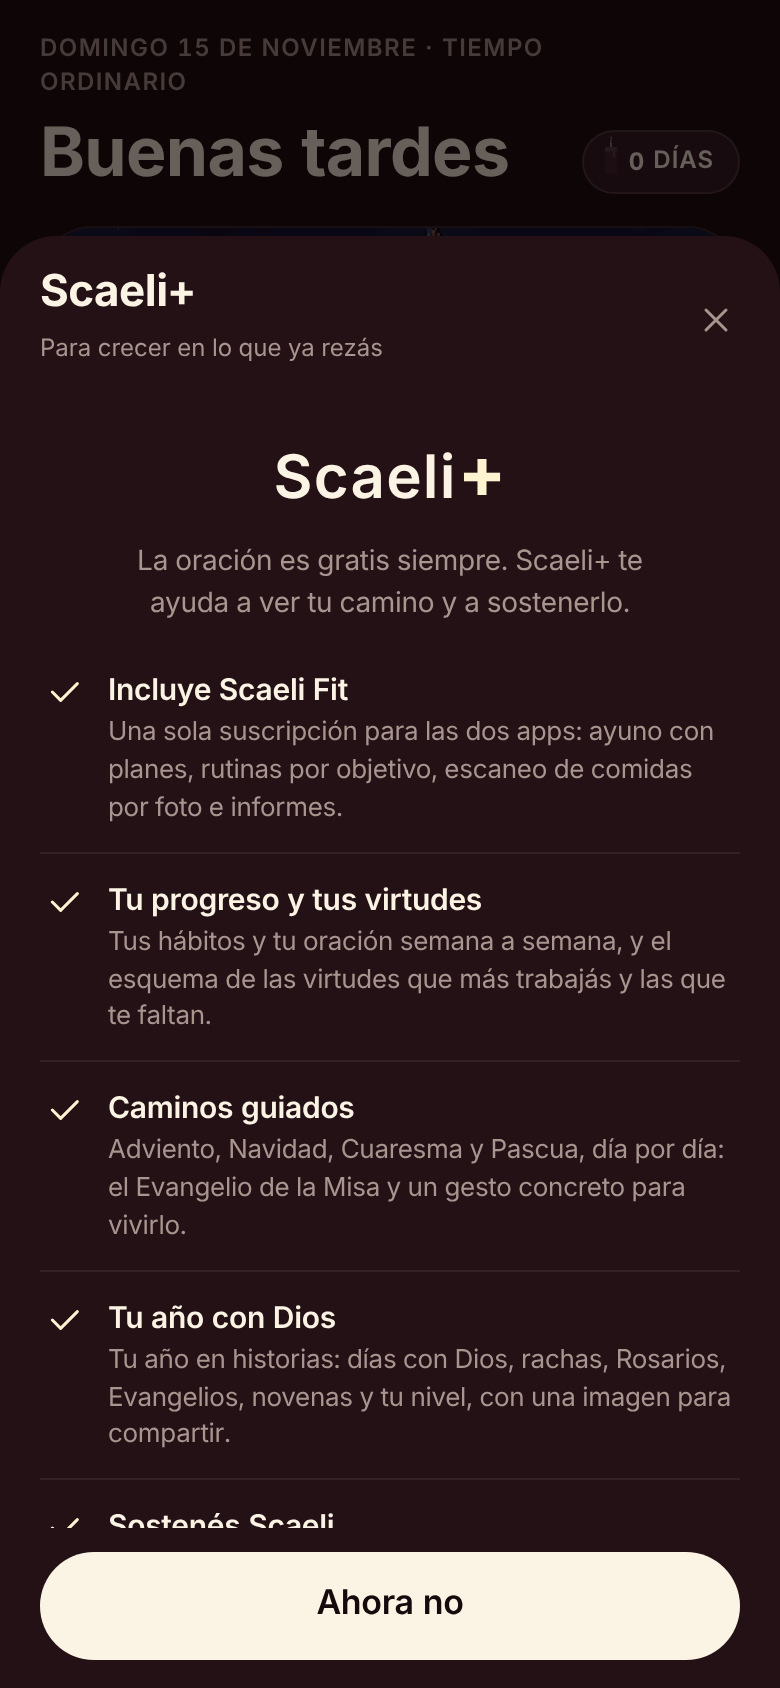 DOMINGO 15 DE NOVIEMBRE · TIEMPO
ORDINARIO
Buenas tardes
0 DÍAS
Scaeli+
Para crecer en lo que ya rezás
Scaeli+
La oración es gratis siempre. Scaeli+ te
ayuda a ver tu camino y a sostenerlo.
Incluye Scaeli Fit
Una sola suscripción para las dos apps: ayuno con
planes, rutinas por objetivo, escaneo de comidas
por foto e informes.
Tu progreso y tus virtudes
Tus hábitos y tu oración semana a semana, y el
esquema de las virtudes que más trabajás y las que
te faltan.
Caminos guiados
Adviento, Navidad, Cuaresma y Pascua, día por día:
el Evangelio de la Misa y un gesto concreto para
vivirlo.
Tu año con Dios
Tu año en historias: días con Dios, rachas, Rosarios,
Evangelios, novenas y tu nivel, con una imagen para
compartir.
Sostenés Scaeli
Ahora no